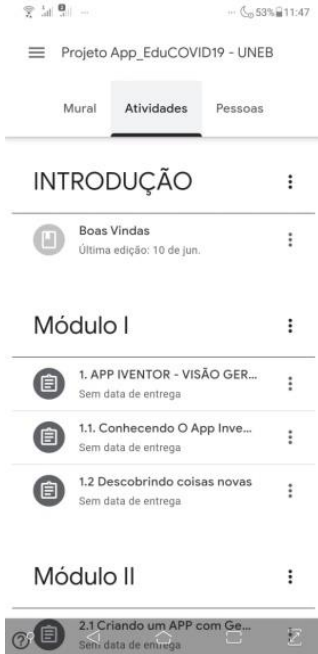 53% 11:47
Projeto App_EduCOVID19 - UNEB
Mural Atividades Pessoas
INTRODUÇÃO
Boas Vindas
Última edição: 10 de jun.
Módulo I
1. APP IVENTOR - VISÃO GER...
Sem data de entrega
1.1. Conhecendo O App Inve...
Sem data de entrega
1.2 Descobrindo coisas novas
Sem data de entrega
Módulo II
2.1 Criando um APP com Ge...
Sem data de entrega